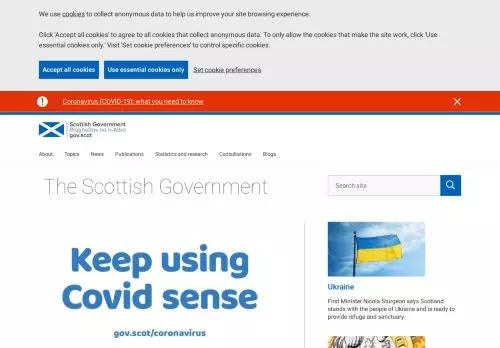 We use cookies to collect anonymous data to help us improve your site browsing experience.
Click 'Accept all cookies' to agree to all cookies that collect anonymous data. To only allow the cookies that make the site work, click 'Use
essential cookies only.' Visit 'Set cookie preferences' to control specific cookies.
Accept all cookies
Use essential cookies only
Set cookie preferences
Coronavirus (COVID-19): what you need to know
Scottish Government
Riaghaltas na h-Alba
gov.scot
About
Topics
News
Publications
Statistics and research
Consultations
Blogs
The Scottish Government
Search site
Keep using
Covid sense
gov.scot/coronavirus
Ukraine
First Minister Nicola Sturgeon says Scotland
stands with the people of Ukraine and is ready to
provide refuge and sanctuary.